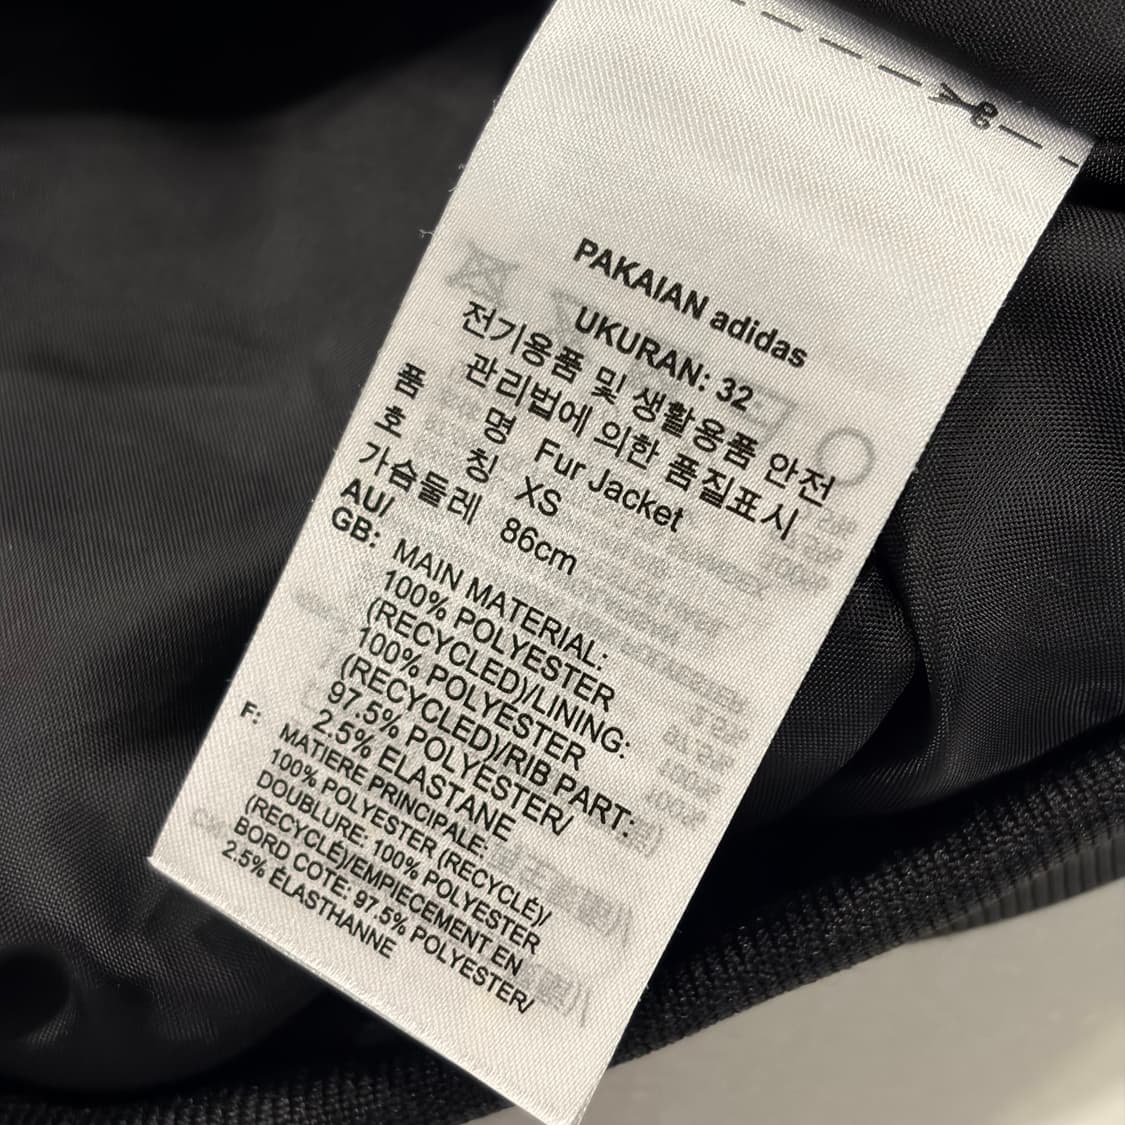 PAKAIAN adidas
UKURAN: 32
전기용품 및 생활용품 안전
관리법에 의한 품질표시
품 명 Fur Jacket
호 칭 XS
가슴둘레 86cm
AU/
GB: MAIN MATERIAL:
100% POLYESTER
(RECYCLED)/LINING:
100% POLYESTER
(RECYCLED)/RIB PART:
97.5% POLYESTER/
2.5% ELASTANE
F: MATIERE PRINCIPALE:
100% POLYESTER (RECYCLÉ)/
DOUBLURE: 100% POLYESTER
(RECYCLÉ)/EMPIECEMENT EN
BORD COTE: 97.5% POLYESTER/
2.5% ÉLASTHANNE